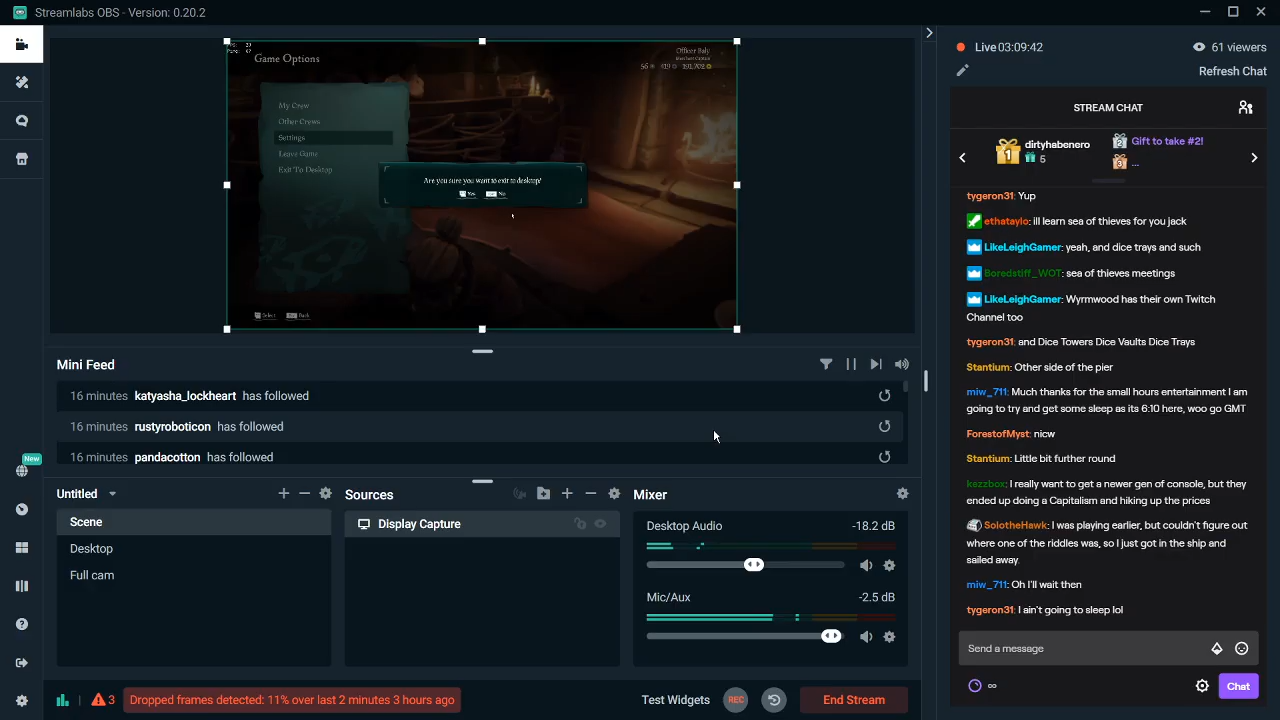 Streamlabs OBS - Version: 0.20.2
Game Options
Officer Baly
Merchant Captain
My Crew
Other Crews
Settings
Leave Game
Exit To Desktop
Are you sure you want to exit to desktop?
Yes
No
Select
Back
Mini Feed
16 minutes katyasha_lockheart has followed
16 minutes rustyroboticon has followed
16 minutes pandacotton has followed
New
Untitled
Scene
Desktop
Full cam
Sources
Display Capture
Mixer
Desktop Audio -18.2 dB
Mic/Aux -2.5 dB
3
Dropped frames detected: 11% over last 2 minutes 3 hours ago
Test Widgets
REC
End Stream
Live 03:09:42
61 viewers
Refresh Chat
STREAM CHAT
1
dirtyhabenero
5
2
Gift to take #2!
3
...
tygeron31: Yup
ethataylo: ill learn sea of thieves for you jack
LikeLeighGamer: yeah, and dice trays and such
Boredstiff_WOT: sea of thieves meetings
LikeLeighGamer: Wyrmwood has their own Twitch
Channel too
tygeron31: and Dice Towers Dice Vaults Dice Trays
Stantium: Other side of the pier
miw_711: Much thanks for the small hours entertainment I am
going to try and get some sleep as its 6:10 here, woo go GMT
ForestofMyst: nicw
Stantium: Little bit further round
kezzbox: I really want to get a newer gen of console, but they
ended up doing a Capitalism and hiking up the prices
SolotheHawk: I was playing earlier, but couldn't figure out
where one of the riddles was, so I just got in the ship and
sailed away.
miw_711: Oh I'll wait then
tygeron31: I ain't going to sleep lol
Send a message
∞
Chat